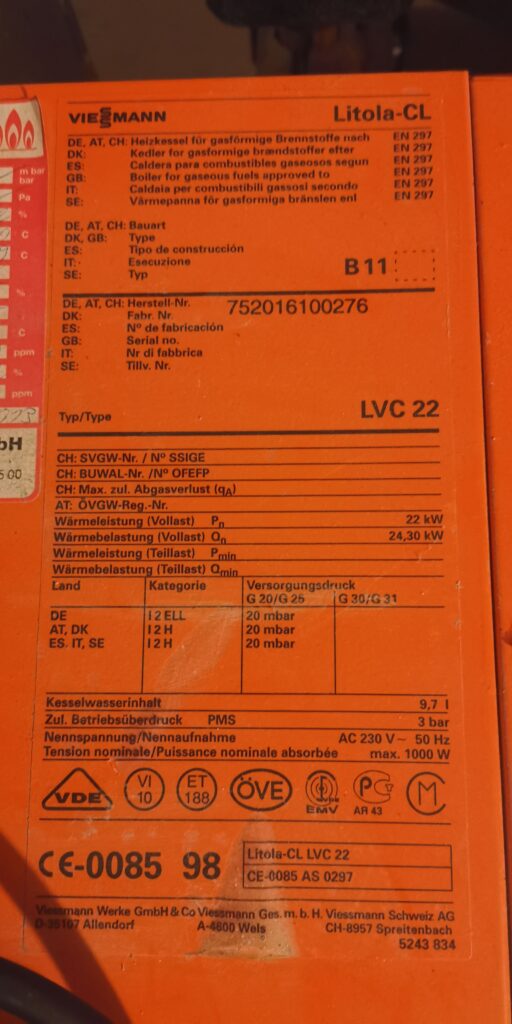 VIESMANN
Litola-CL
DE, AT, CH: Heizkessel für gasförmige Brennstoffe nach EN 297
DK: Kedler for gasformige brændstoffer efter EN 297
ES: Caldera para combustibles gaseosos segun EN 297
GB: Boiler for gaseous fuels approved to EN 297
IT: Caldaia per combustibili gassosi secondo EN 297
SE: Värmepanna för gasformiga bränslen enl EN 297
DE, AT, CH: Bauart
DK, GB: Type
ES: Tipo de construcción
IT: Esecuzione
SE: Typ
B 11
DE, AT, CH: Herstell-Nr. 752016100276
DK: Fabr. Nr.
ES: Nº de fabricación
GB: Serial no.
IT: Nr di fabbrica
SE: Tillv. Nr.
Typ/Type LVC 22
CH: SVGW-Nr. / Nº SSIGE
CH: BUWAL-Nr. /Nº OFEFP
CH: Max. zul. Abgasverlust (qA)
AT: ÖVGW-Reg.-Nr.
Wärmeleistung (Vollast) Pn 22 kW
Wärmebelastung (Vollast) Qn 24,30 kW
Wärmeleistung (Teillast) Pmin
Wärmebelastung (Teillast) Qmin
Land Kategorie Versorgungsdruck
G 20/G 25 G 30/G 31
DE I 2 ELL 20 mbar
AT, DK I 2 H 20 mbar
ES, IT, SE I 2 H 20 mbar
Kesselwasserinhalt 9,7 l
Zul. Betriebsüberdruck PMS 3 bar
Nennspannung/Nennaufnahme AC 230 V ~ 50 Hz
Tension nominale/Puissance nominale absorbée max. 1000 W
VDE
VI 10
ET 188
ÖVE
EMV
AR 43
M
CE-0085 98
Litola-CL LVC 22
CE-0085 AS 0297
Viessmann Werke GmbH & Co Viessmann Ges. m. b. H. Viessmann Schweiz AG
D-35107 Allendorf A-4600 Wels CH-8957 Spreitenbach
5243 834
m bar
bar
Pa
%
C
C
%
C
ppm
%
ppm
bH
5 00